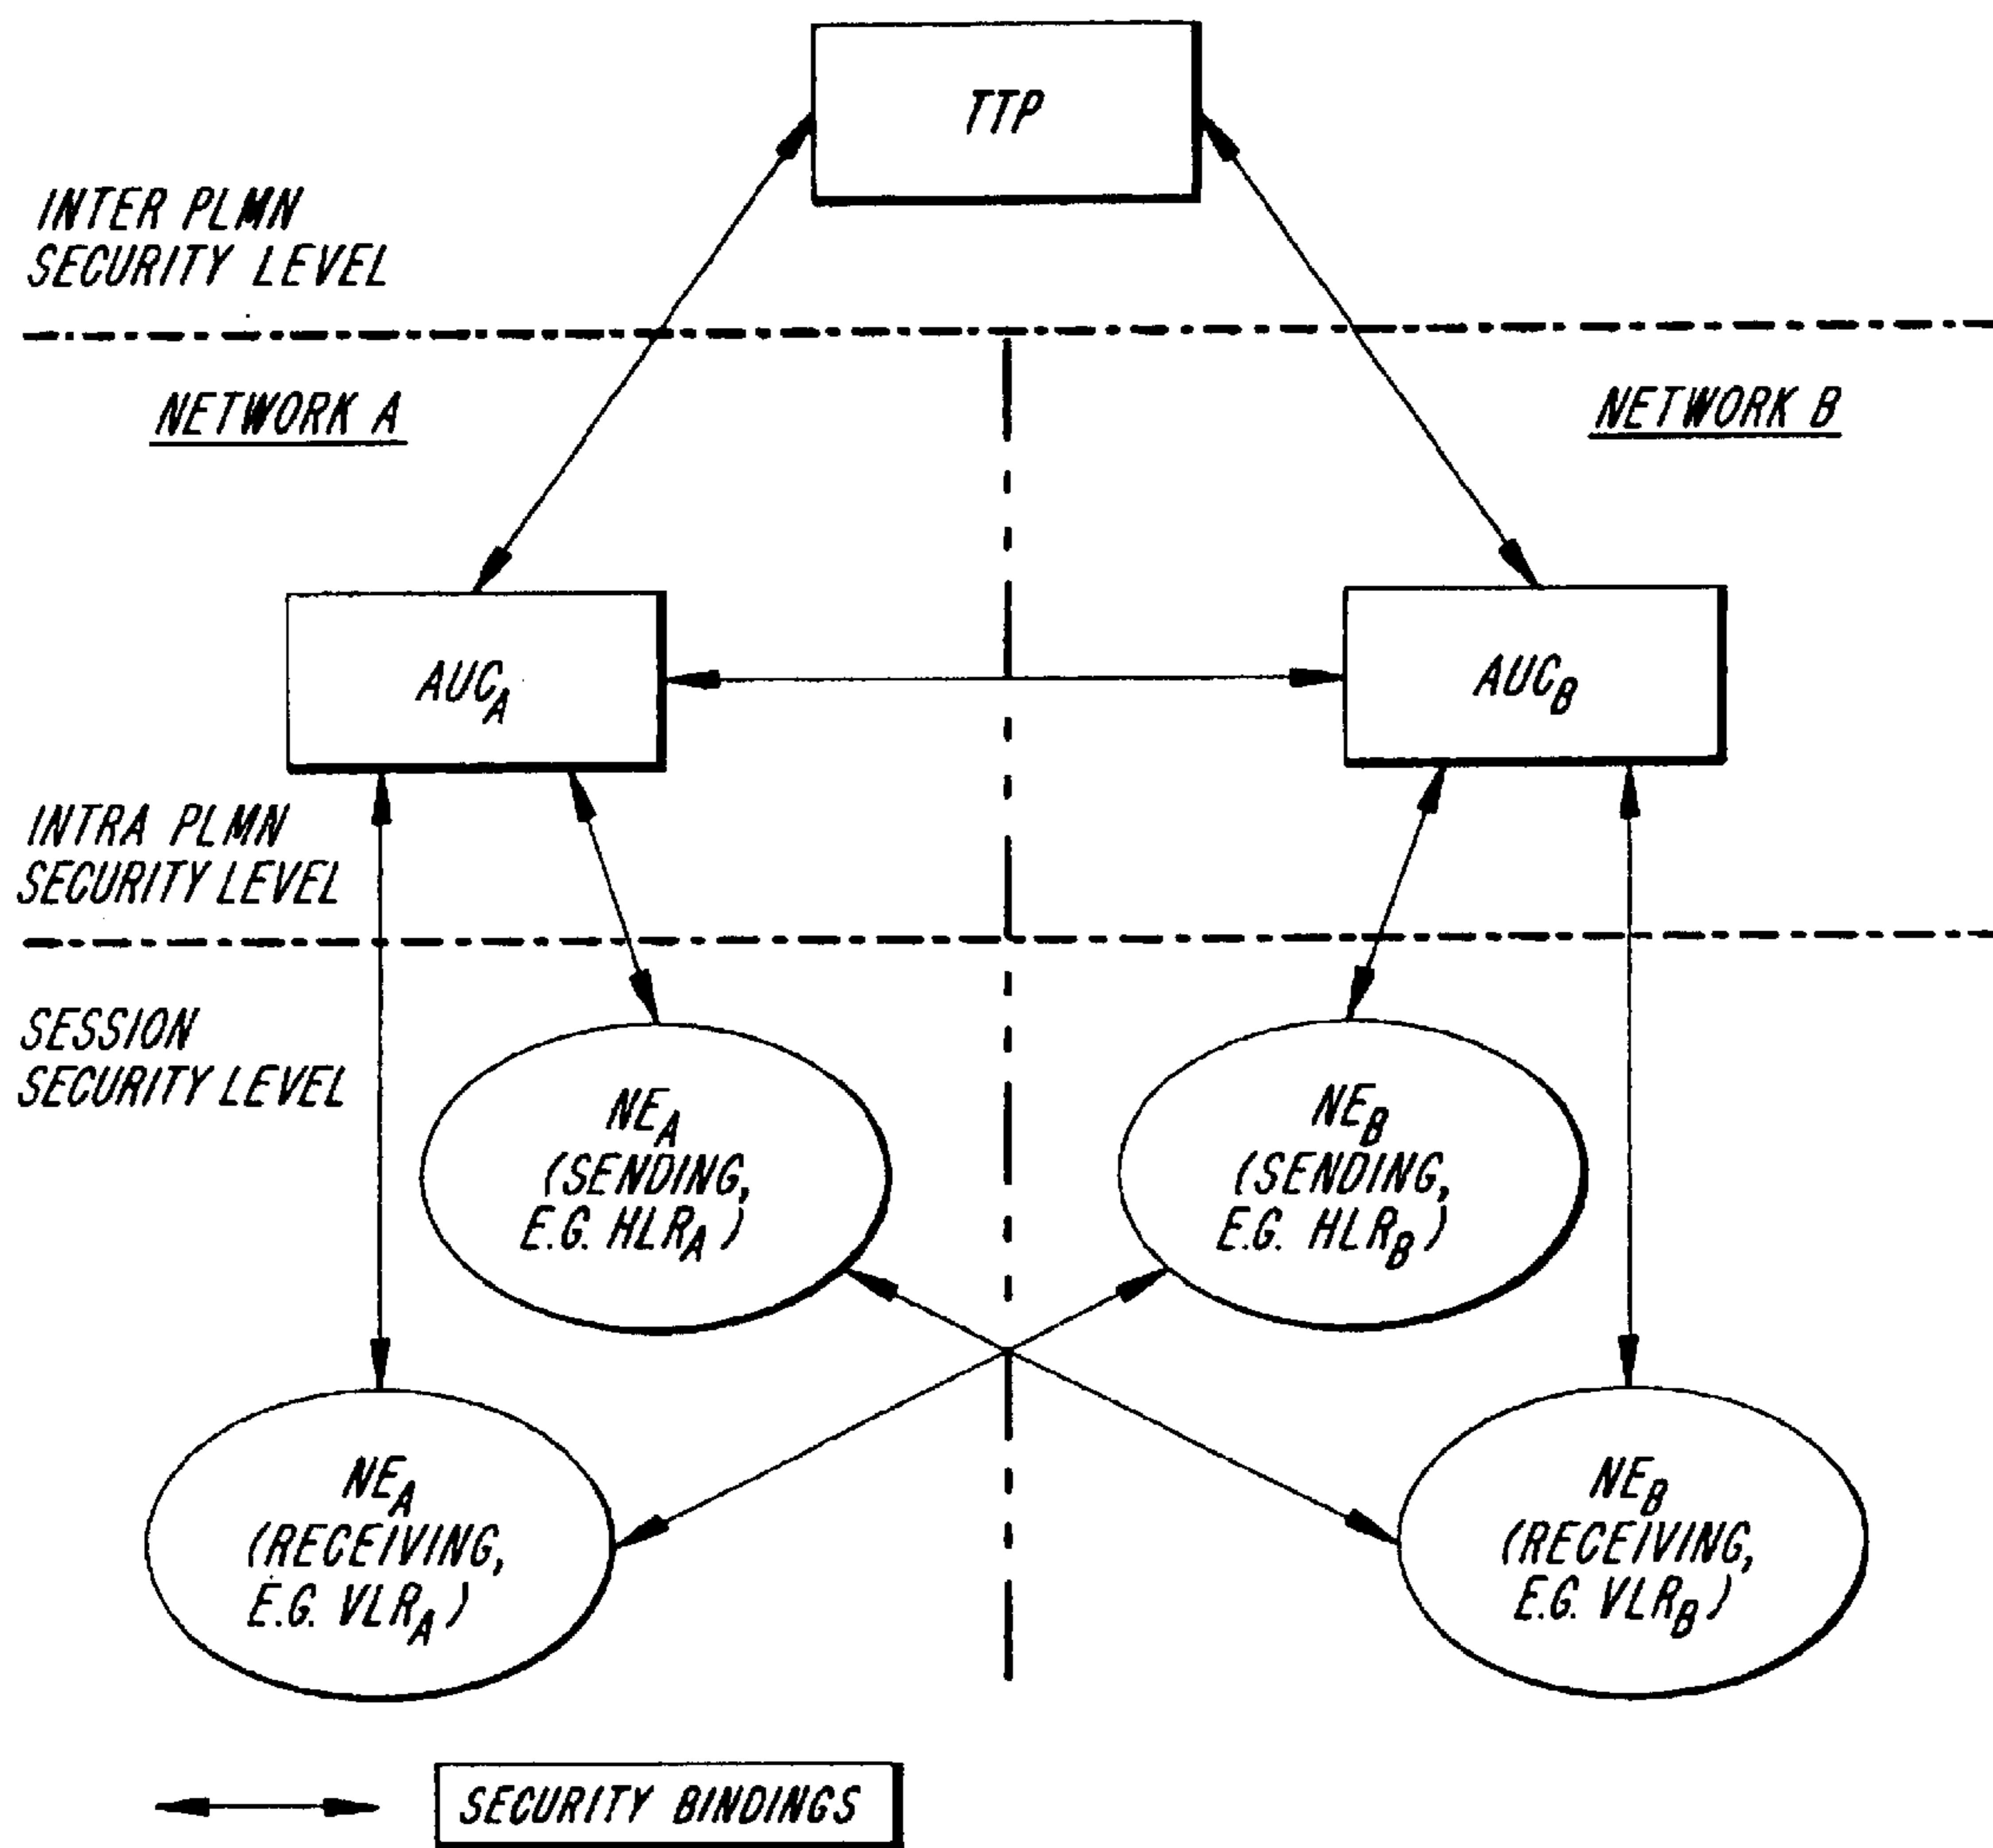 TTP
INTER PLMN
SECURITY LEVEL
NETWORK A
NETWORK B
AUC_A
AUC_B
INTRA PLMN
SECURITY LEVEL
SESSION
SECURITY LEVEL
NE_A
(SENDING,
E.G. HLR_A)
NE_B
(SENDING,
E.G. HLR_B)
NE_A
(RECEIVING,
E.G. VLR_A)
NE_B
(RECEIVING,
E.G. VLR_B)
SECURITY BINDINGS